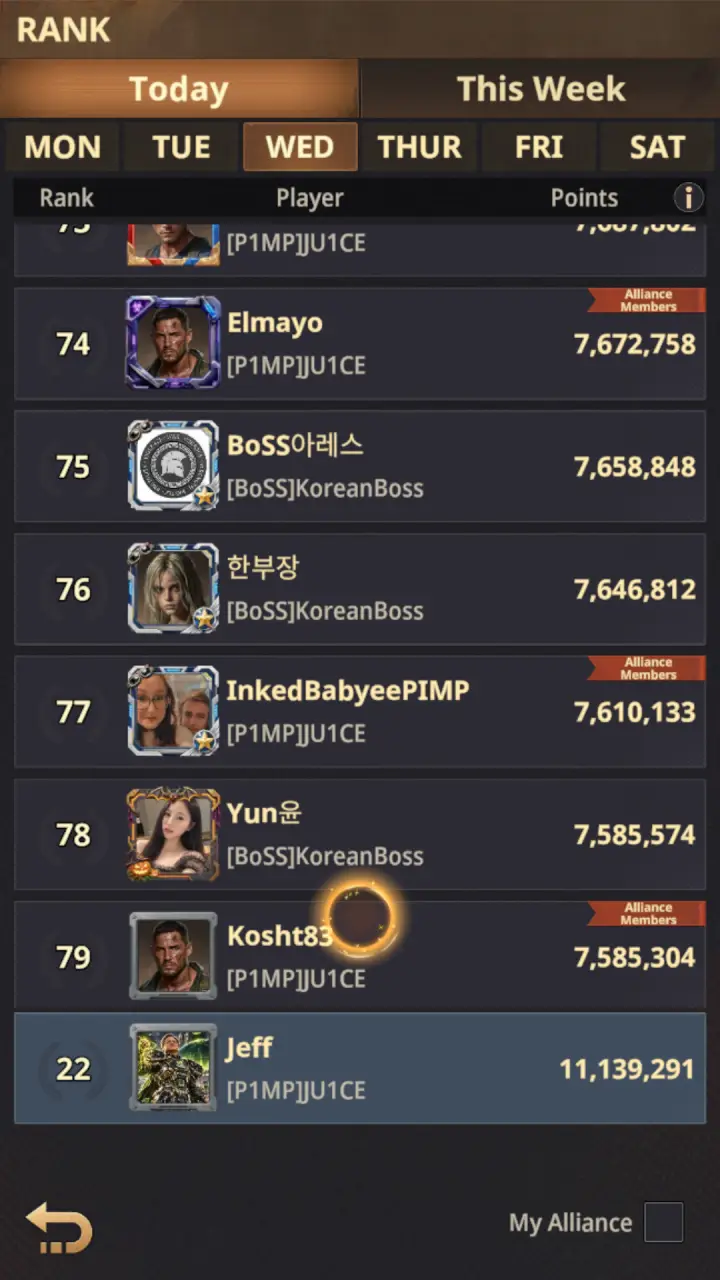 RANK
Today
This Week
MON
TUE
WED
THUR
FRI
SAT
Rank
Player
Points
[P1MP]JU1CE
Alliance
Members
74
Elmayo
[P1MP]JU1CE
7,672,758
75
BoSS아레스
[BoSS]KoreanBoss
7,658,848
76
한부장
[BoSS]KoreanBoss
7,646,812
Alliance
Members
77
InkedBabyeePIMP
[P1MP]JU1CE
7,610,133
78
Yun윤
[BoSS]KoreanBoss
7,585,574
Alliance
Members
79
Kosht83
[P1MP]JU1CE
7,585,304
22
Jeff
[P1MP]JU1CE
11,139,291
My Alliance